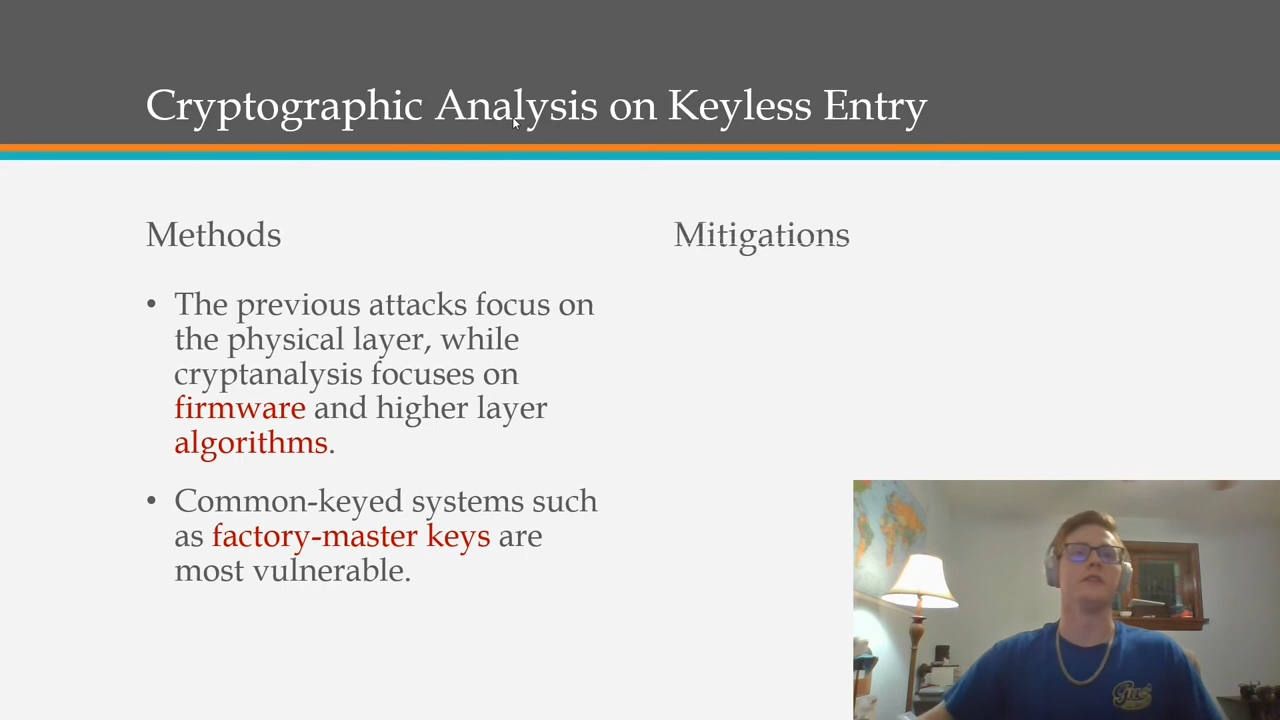 Cryptographic Analysis on Keyless Entry
Methods
• The previous attacks focus on
the physical layer, while
cryptanalysis focuses on
firmware and higher layer
algorithms.
• Common-keyed systems such
as factory-master keys are
most vulnerable.
Mitigations